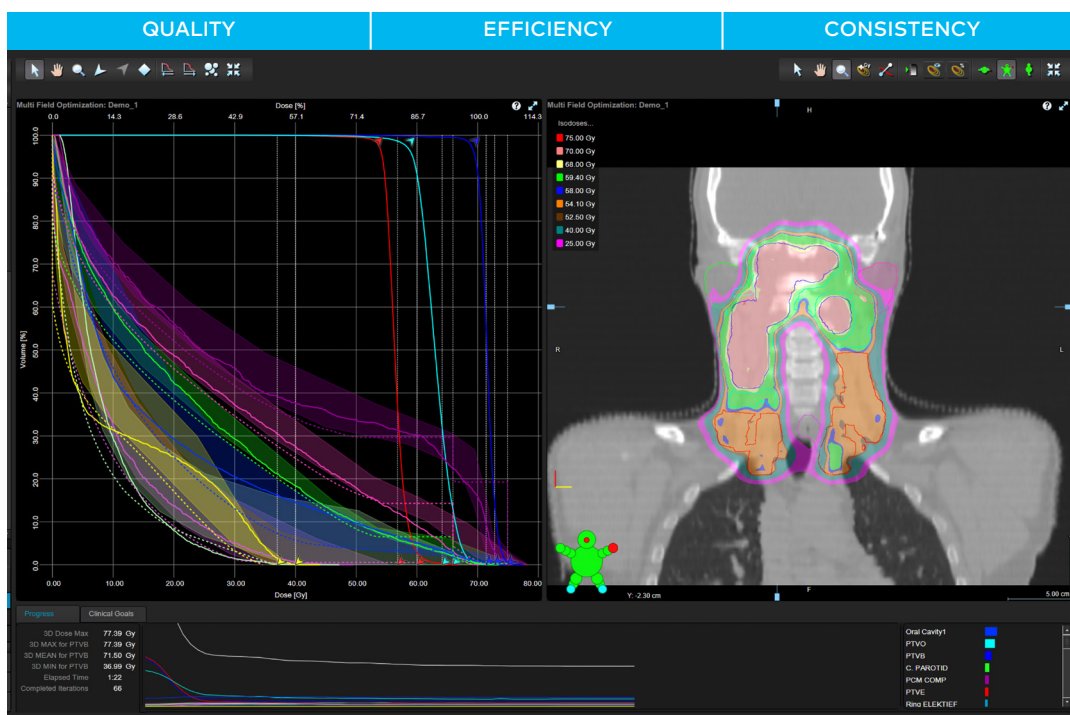 QUALITY
EFFICIENCY
CONSISTENCY
Multi Field Optimization: Demo_1
Dose [%]
0.0 14.3 28.6 42.9 57.1 71.4 85.7 100.0 114.3
100.0
90.0
80.0
70.0
60.0
50.0
40.0
30.0
20.0
10.0
0.0
Volume [%]
0.00 10.00 20.00 30.00 40.00 50.00 60.00 70.00 80.00
Dose [Gy]
Multi Field Optimization: Demo_1
H
Isodoses...
75.00 Gy
70.00 Gy
68.00 Gy
59.40 Gy
58.00 Gy
54.10 Gy
52.50 Gy
40.00 Gy
25.00 Gy
R
L
Y: -2.30 cm
F
5.00 cm
Progress
Clinical Goals
3D Dose Max 77.39 Gy
3D MAX for PTVB 77.39 Gy
3D MEAN for PTVB 71.50 Gy
3D MIN for PTVB 36.99 Gy
Elapsed Time 1:22
Completed Iterations 66
Oral Cavity1
PTVO
PTVB
C. PAROTID
PCM COMP
PTVE
Ring ELEKTIEF